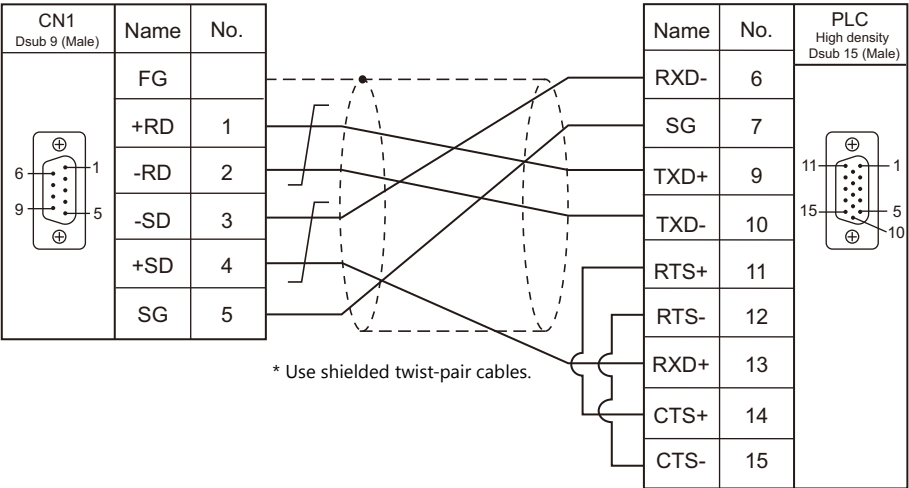 CN1
Dsub 9 (Male)
Name No.
FG
+RD 1
-RD 2
-SD 3
+SD 4
SG 5
6 1
9 5
* Use shielded twist-pair cables.
Name No.
PLC
High density
Dsub 15 (Male)
RXD- 6
SG 7
TXD+ 9
TXD- 10
RTS+ 11
RTS- 12
RXD+ 13
CTS+ 14
CTS- 15
11 1
15 5
10